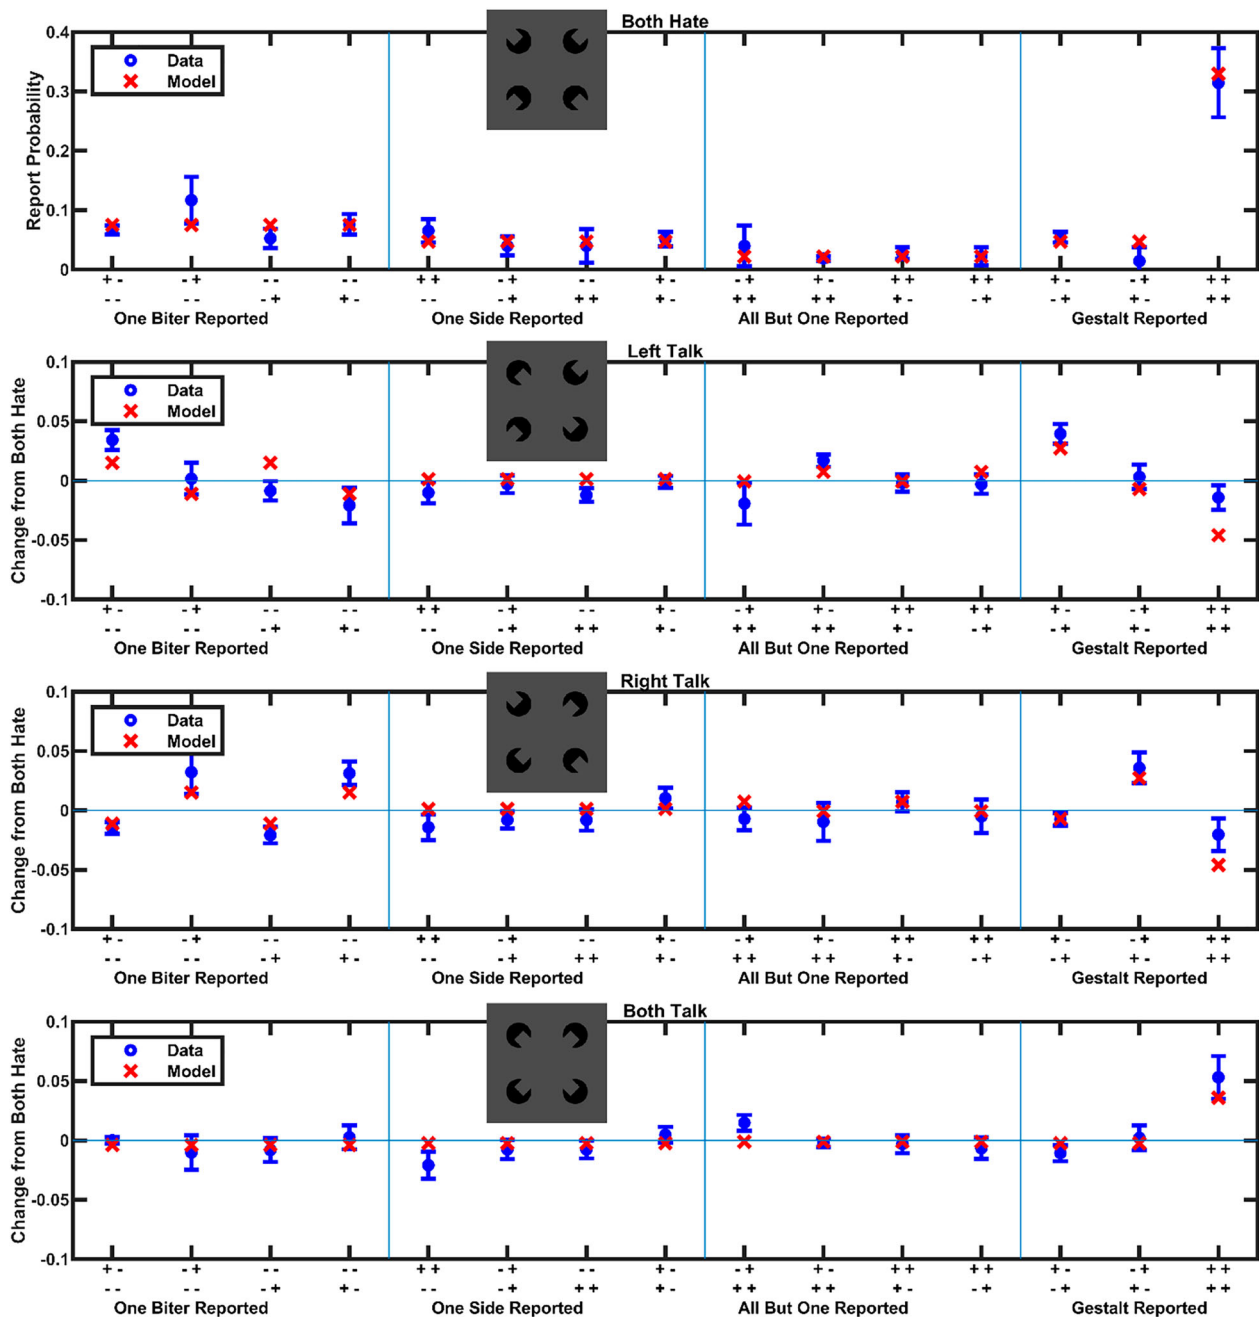 Both Hate
0.4
Data
Model
0.3
Report Probability
0.2
0.1
0
+ - - + - - - - + + - + - - + - - + + - + + + + + - - + + +
- - - - - + + - - - - + + + + - + + + + + - - + - + + - + +
One Biter Reported One Side Reported All But One Reported Gestalt Reported
Left Talk
0.1
Data
Model
0.05
Change from Both Hate
0
-0.05
-0.1
+ - - + - - - - + + - + - - + - - + + - + + + + + - - + + +
- - - - - + + - - - - + + + + - + + + + + - - + - + + - + +
One Biter Reported One Side Reported All But One Reported Gestalt Reported
Right Talk
0.1
Data
Model
0.05
Change from Both Hate
0
-0.05
-0.1
+ - - + - - - - + + - + - - + - - + + - + + + + + - - + + +
- - - - - + + - - - - + + + + - + + + + + - - + - + + - + +
One Biter Reported One Side Reported All But One Reported Gestalt Reported
Both Talk
0.1
Data
Model
0.05
Change from Both Hate
0
-0.05
-0.1
+ - - + - - - - + + - + - - + - - + + - + + + + + - - + + +
- - - - - + + - - - - + + + + - + + + + + - - + - + + - + +
One Biter Reported One Side Reported All But One Reported Gestalt Reported